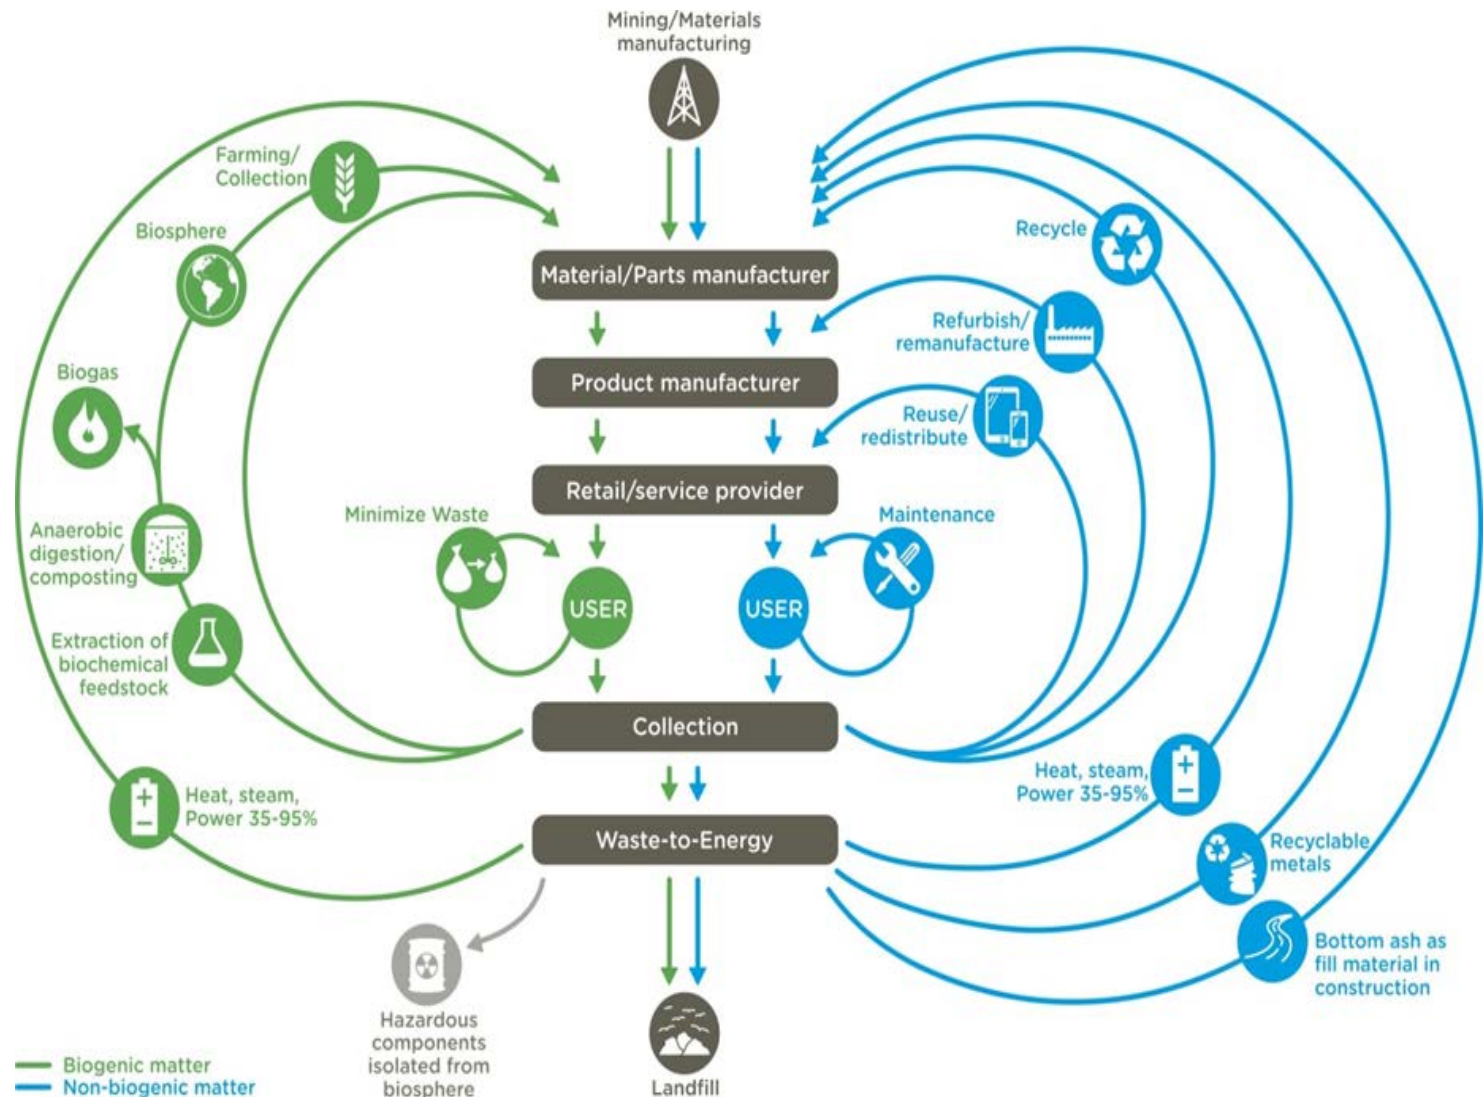 Mining/Materials
manufacturing
Farming/
Collection
Biosphere
Recycle
Material/Parts manufacturer
Refurbish/
remanufacture
Biogas
Product manufacturer
Reuse/
redistribute
Retail/service provider
Minimize Waste
Maintenance
Anaerobic
digestion/
composting
USER
USER
Extraction of
biochemical
feedstock
Collection
Heat, steam,
Power 35-95%
Heat, steam,
Power 35-95%
Waste-to-Energy
Recyclable
metals
Bottom ash as
fill material in
construction
Hazardous
components
isolated from
biosphere
Landfill
Biogenic matter
Non-biogenic matter